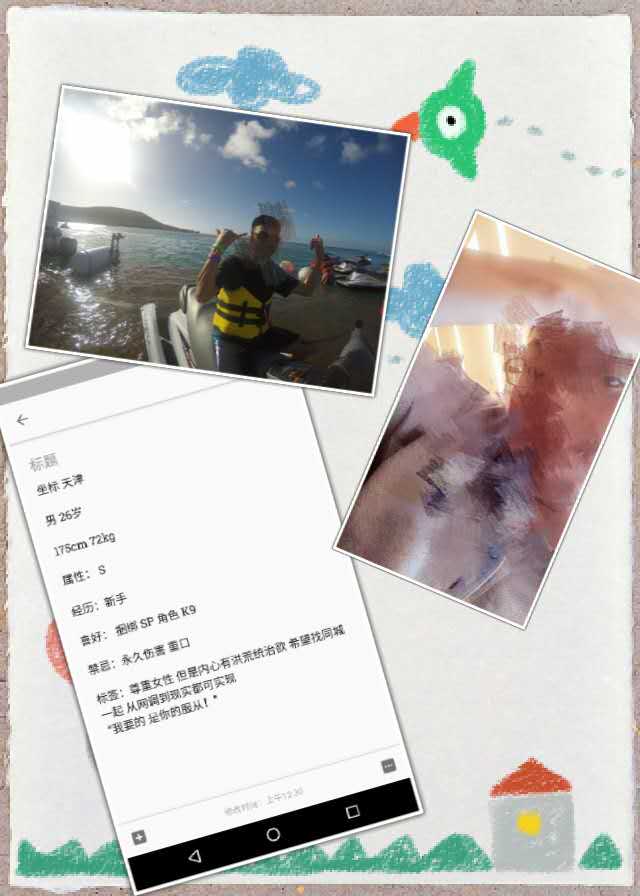 标题
坐标 天津
男 26岁
175cm 72kg
属性： S
经历：新手
喜好： 捆绑 SP 角色 K9
禁忌：永久伤害 重口
标签：尊重女性 但是内心有洪荒统治欲 希望找同城
一起 从网调到现实都可实现
“我要的 是你的服从！”
修改时间：上午12:30